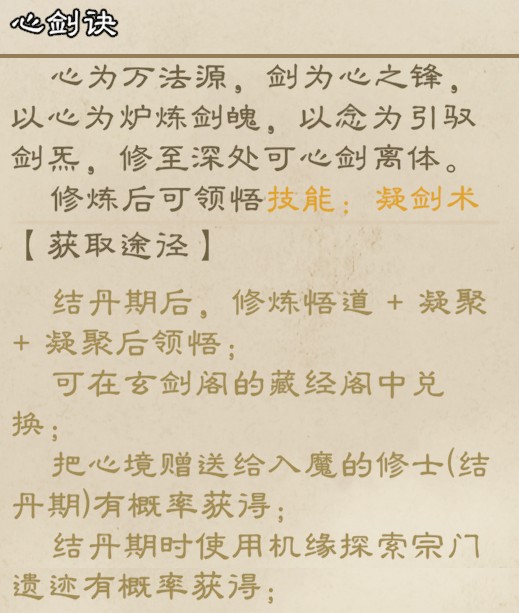 心剑诀
心为万法源，剑为心之锋，
以心为炉炼剑魄，以念为引驭
剑炁，修至深处可心剑离体。
修炼后可领悟技能：凝剑术
【获取途径】
结丹期后，修炼悟道 + 凝聚
+ 凝聚后领悟；
可在玄剑阁的藏经阁中兑
换；
把心境赠送给入魔的修士(结
丹期)有概率获得；
结丹期时使用机缘探索宗门
遗迹有概率获得；